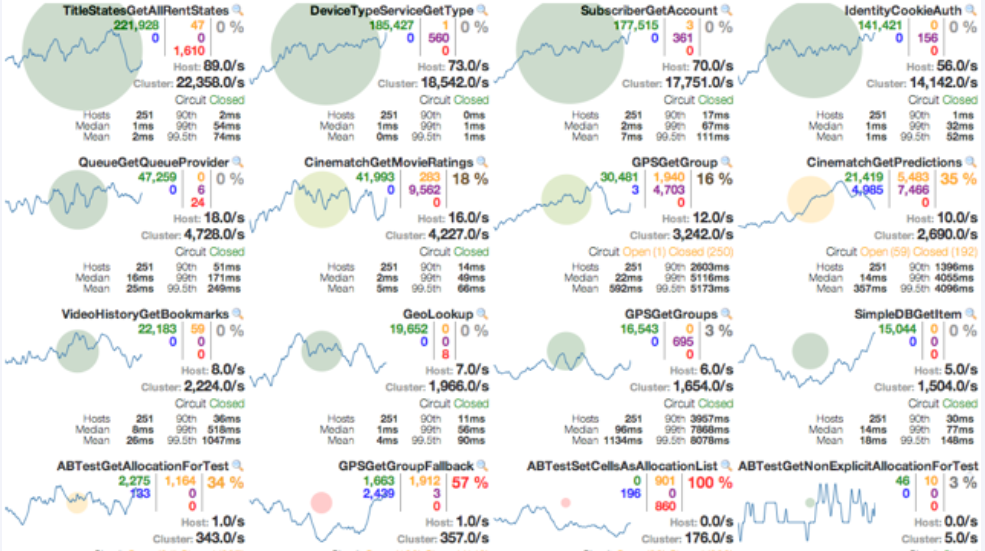 TitleStatesGetAllRentStates
221,928 47 0 %
0 0
1,610
Host: 89.0/s
Cluster: 22,358.0/s
Circuit Closed
Hosts 251 90th 2ms
Median 1ms 99th 54ms
Mean 2ms 99.5th 74ms
DeviceTypeServiceGetType
185,427 1 0 %
0 560
0
Host: 73.0/s
Cluster: 18,542.0/s
Circuit Closed
Hosts 251 90th 0ms
Median 1ms 99th 1ms
Mean 0ms 99.5th 1ms
SubscriberGetAccount
177,515 3 0 %
0 361
0
Host: 70.0/s
Cluster: 17,751.0/s
Circuit Closed
Hosts 251 90th 17ms
Median 2ms 99th 67ms
Mean 7ms 99.5th 111ms
IdentityCookieAuth
141,421 0 0 %
0 156
0
Host: 56.0/s
Cluster: 14,142.0/s
Circuit Closed
Hosts 251 90th 1ms
Median 1ms 99th 32ms
Mean 1ms 99.5th 52ms
QueueGetQueueProvider
47,259 0 0 %
0 6
24
Host: 18.0/s
Cluster: 4,728.0/s
Circuit Closed
Hosts 251 90th 51ms
Median 16ms 99th 171ms
Mean 25ms 99.5th 249ms
CinematchGetMovieRatings
41,993 283 18 %
0 9,562
0
Host: 16.0/s
Cluster: 4,227.0/s
Circuit Closed
Hosts 251 90th 14ms
Median 2ms 99th 49ms
Mean 5ms 99.5th 66ms
GPSGetGroup
30,481 1,940 16 %
3 4,703
0
Host: 12.0/s
Cluster: 3,242.0/s
Circuit Open (1) Closed (250)
Hosts 251 90th 2603ms
Median 22ms 99th 5116ms
Mean 592ms 99.5th 5173ms
CinematchGetPredictions
21,419 5,483 35 %
4,985 7,466
0
Host: 10.0/s
Cluster: 2,690.0/s
Circuit Open (59) Closed (192)
Hosts 251 90th 1396ms
Median 14ms 99th 4055ms
Mean 357ms 99.5th 4096ms
VideoHistoryGetBookmarks
22,183 59 0 %
0 0
0
Host: 8.0/s
Cluster: 2,224.0/s
Circuit Closed
Hosts 251 90th 36ms
Median 8ms 99th 518ms
Mean 26ms 99.5th 1047ms
GeoLookup
19,652 0 0 %
0 0
8
Host: 7.0/s
Cluster: 1,966.0/s
Circuit Closed
Hosts 251 90th 11ms
Median 1ms 99th 56ms
Mean 4ms 99.5th 90ms
GPSGetGroups
16,543 0 3 %
0 695
0
Host: 6.0/s
Cluster: 1,654.0/s
Circuit Closed
Hosts 251 90th 3957ms
Median 96ms 99th 7868ms
Mean 1134ms 99.5th 8078ms
SimpleDBGetItem
15,044 0 0 %
0 0
0
Host: 5.0/s
Cluster: 1,504.0/s
Circuit Closed
Hosts 251 90th 30ms
Median 14ms 99th 77ms
Mean 18ms 99.5th 148ms
ABTestGetAllocationForTest
2,275 1,164 34 %
133 0
0
Host: 1.0/s
Cluster: 343.0/s
GPSGetGroupFallback
1,663 1,912 57 %
2,439 3
0
Host: 1.0/s
Cluster: 357.0/s
ABTestSetCellsAsAllocationList
0 901 100 %
196 0
860
Host: 0.0/s
Cluster: 176.0/s
ABTestGetNonExplicitAllocationForTest
46 10 3 %
0 0
0
Host: 0.0/s
Cluster: 5.0/s